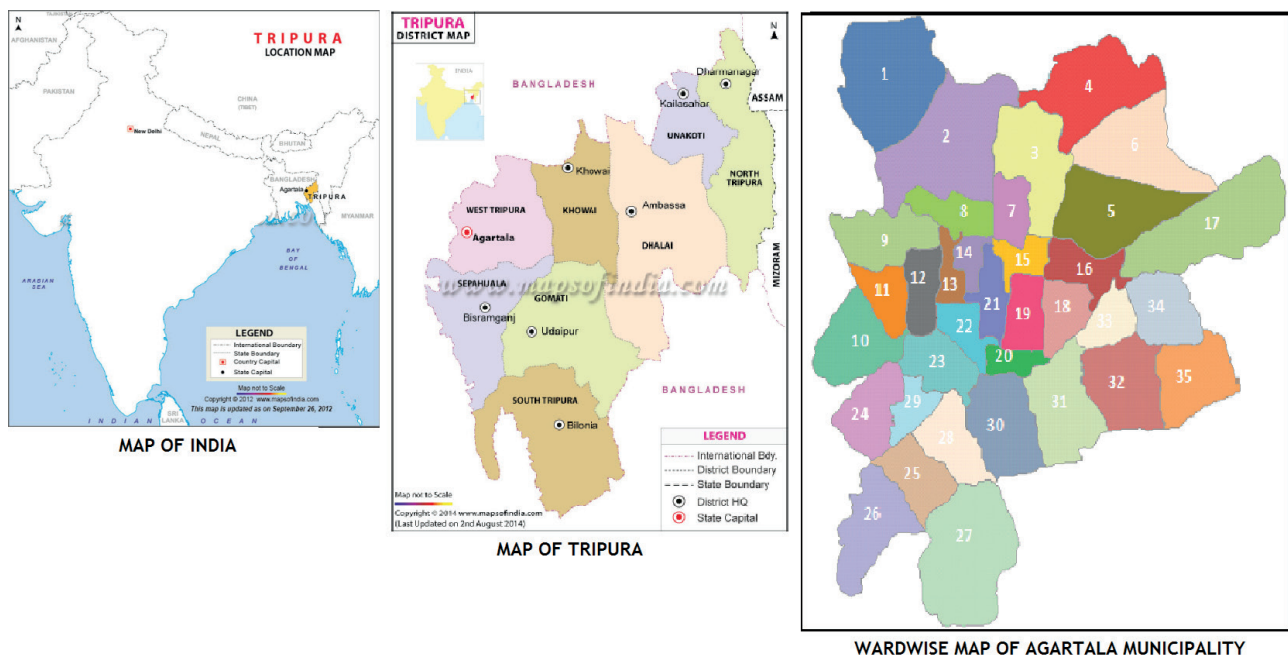 N
TRIPURA
LOCATION MAP
AFGHANISTAN
PAKISTAN
CHINA
(TIBET)
New Delhi
NEPAL
BHUTAN
BANGLADESH
Agartala
TRIPURA
MYANMAR
ARABIAN
SEA
BAY
OF
BENGAL
LEGEND
International Boundary
State Boundary
Country Capital
State Capital
Map not to Scale
Copyright © 2012 www.mapsofindia.com
This map is updated as on September 26, 2012
SRI
LANKA
INDIAN OCEAN
MAP OF INDIA
TRIPURA
DISTRICT MAP
N
INDIA
BANGLADESH
Dharmanagar
ASSAM
Kailasahar
UNAKOTI
NORTH
TRIPURA
Khowai
WEST TRIPURA
KHOWAI
Ambassa
Agartala
DHALAI
MIZORAM
SEPAHIJALA
www.mapsofindia.com
GOMATI
Bisramganj
Udaipur
BANGLADESH
SOUTH TRIPURA
Bilonia
LEGEND
International Bdy.
District Boundary
State Boundary
District HQ
State Capital
Map not to Scale
Copyright © 2014 www.mapsofindia.com
(Last Updated on 2nd August 2014)
MAP OF TRIPURA
1
4
2
3
6
8
7
5
17
9
14
15
12
16
11
13
21
19
18
33
34
10
22
23
20
32
35
24
29
31
28
30
25
26
27
WARDWISE MAP OF AGARTALA MUNICIPALITY